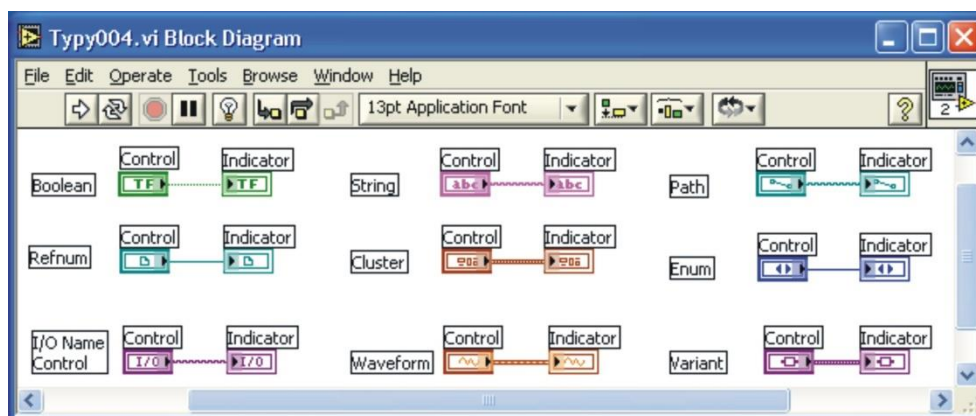 Typy004.vi Block Diagram
File Edit Operate Tools Browse Window Help
13pt Application Font
2
Control Indicator Control Indicator Control Indicator
Boolean TF TF String abc abc Path
Control Indicator Control Indicator Control Indicator
Refnum Cluster Enum
Control Indicator Control Indicator Control Indicator
I/O Name
Control I/O I/O Waveform Variant